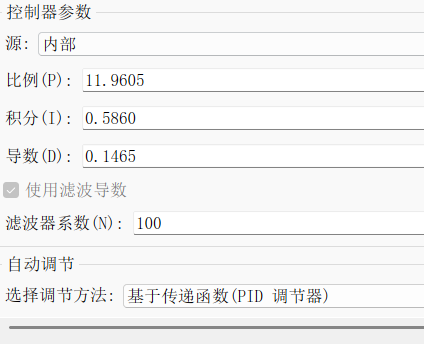 控制器参数
源: 内部
比例(P): 11.9605
积分(I): 0.5860
导数(D): 0.1465
使用滤波导数
滤波器系数(N): 100
自动调节
选择调节方法: 基于传递函数(PID 调节器)